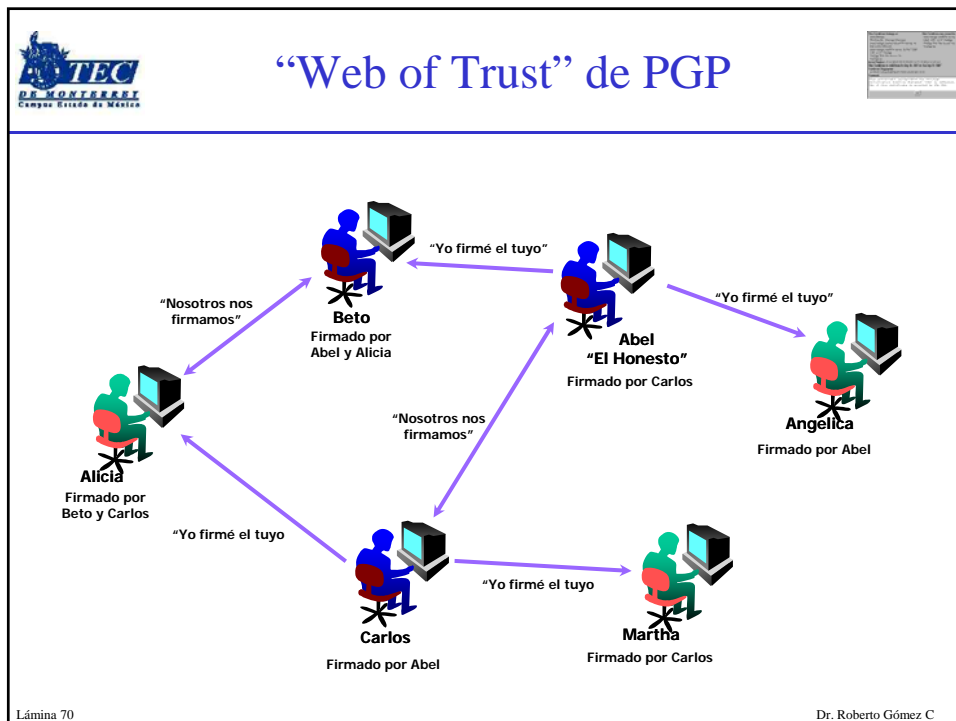 TEC
DE MONTERREY
Campus Estado de México
“Web of Trust” de PGP
“Yo firmé el tuyo”
“Yo firmé el tuyo”
“Nosotros nos
firmamos”
Beto
Firmado por
Abel y Alicia
Abel
“El Honesto”
Firmado por Carlos
“Nosotros nos
firmamos”
Angelica
Firmado por Abel
Alicia
Firmado por
Beto y Carlos
“Yo firmé el tuyo
“Yo firmé el tuyo
Carlos
Firmado por Abel
Martha
Firmado por Carlos
Lámina 70
Dr. Roberto Gómez C